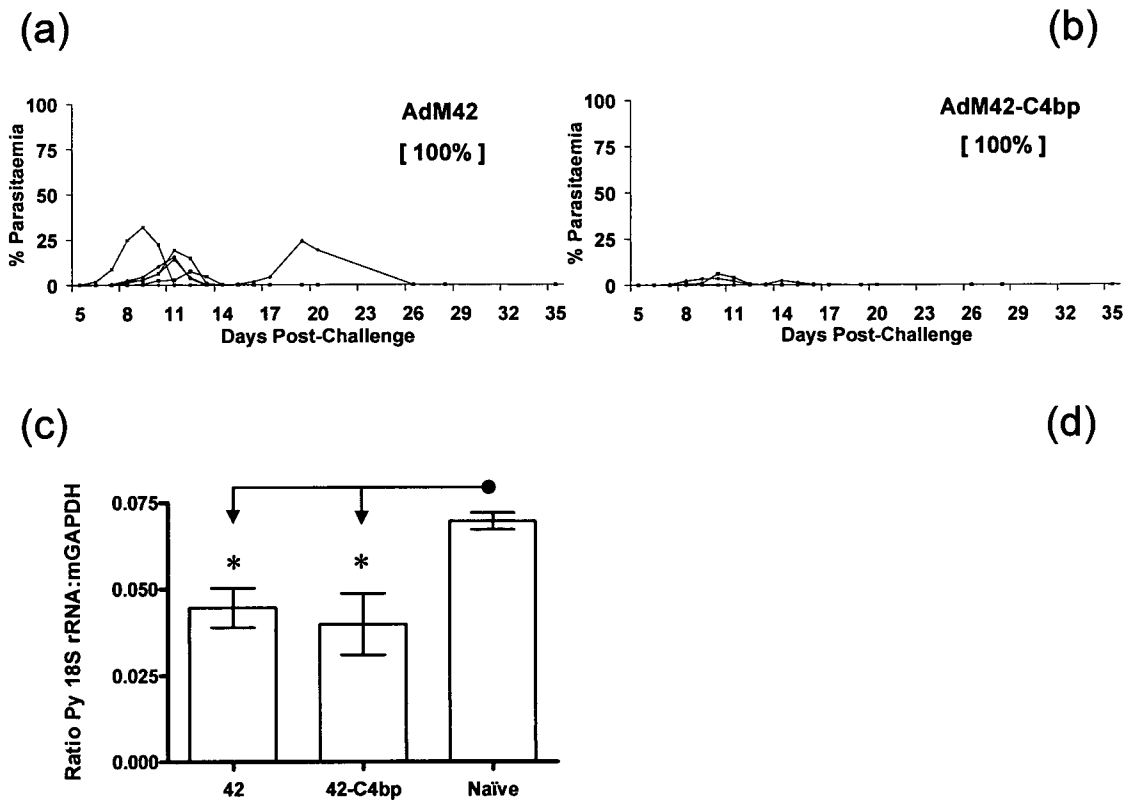 (a)
(b)
100
75
50
25
0
% Parasitaemia
AdM42
[ 100% ]
5 8 11 14 17 20 23 26 29 32 35
Days Post-Challenge
100
75
50
25
0
% Parasitaemia
AdM42-C4bp
[ 100% ]
5 8 11 14 17 20 23 26 29 32 35
Days Post-Challenge
(c)
(d)
Ratio Py 18S rRNA:mGAPDH
0.075
0.050
0.025
0.000
* *
42 42-C4bp Naïve